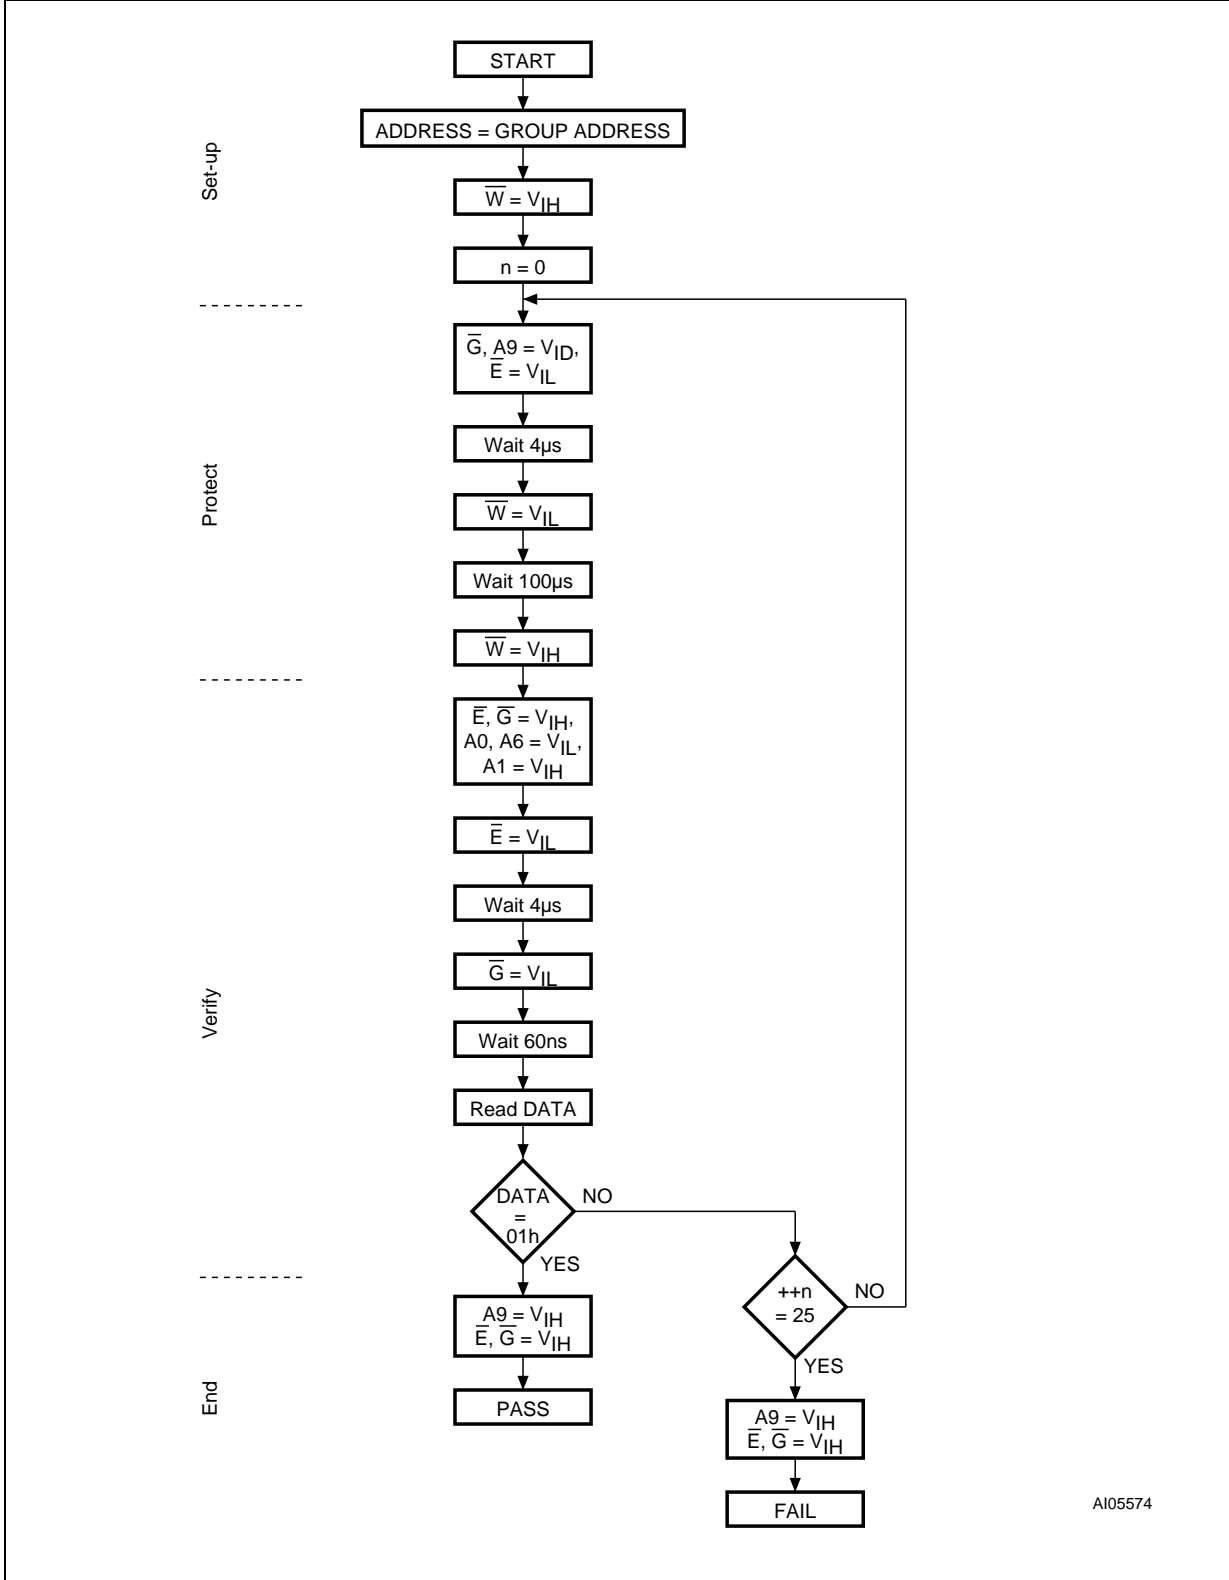 START
ADDRESS = GROUP ADDRESS
Set-up
W̅ = VIH
n = 0
G̅, A9 = VID,
E̅ = VIL
Wait 4µs
Protect
W̅ = VIL
Wait 100µs
W̅ = VIH
E̅, G̅ = VIH,
A0, A6 = VIL,
A1 = VIH
E̅ = VIL
Wait 4µs
G̅ = VIL
Verify
Wait 60ns
Read DATA
DATA
=
01h
NO
YES
++n
= 25
NO
YES
A9 = VIH
E̅, G̅ = VIH
End
PASS
A9 = VIH
E̅, G̅ = VIH
FAIL
AI05574